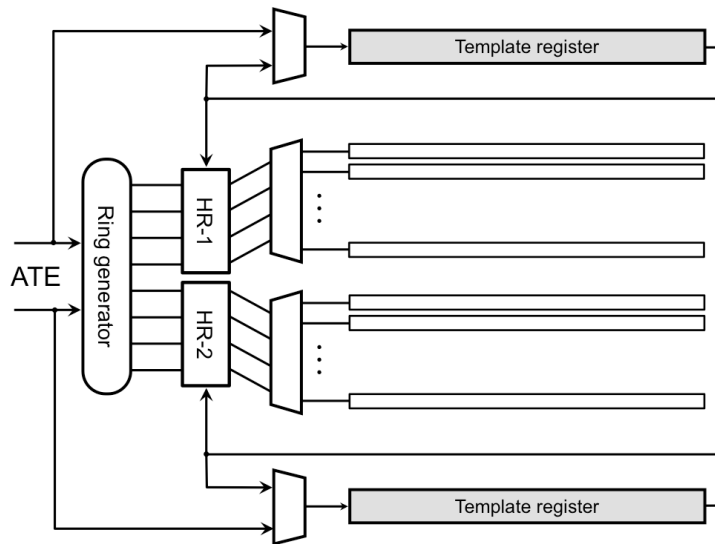 Template register
Ring generator
HR-1
ATE
HR-2
Template register